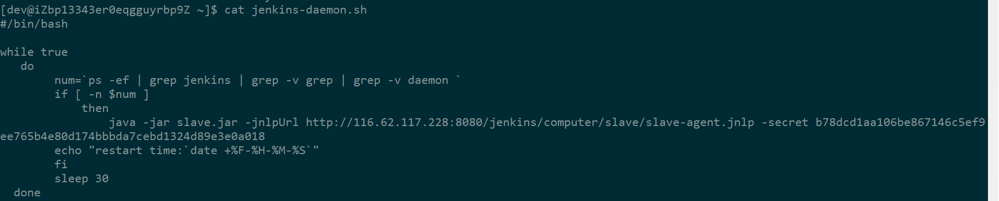 [dev@iZbp13343er0eqgguyrbp9Z ~]$ cat jenkins-daemon.sh
#/bin/bash
while true
do
num=`ps -ef | grep jenkins | grep -v grep | grep -v daemon `
if [ -n $num ]
then
java -jar slave.jar -jnlpUrl http://116.62.117.228:8080/jenkins/computer/slave/slave-agent.jnlp -secret b78dcd1aa106be867146c5ef9
ee765b4e80d174bbbda7cebd1324d89e3e0a018
echo "restart time:`date +%F-%H-%M-%S`"
fi
sleep 30
done